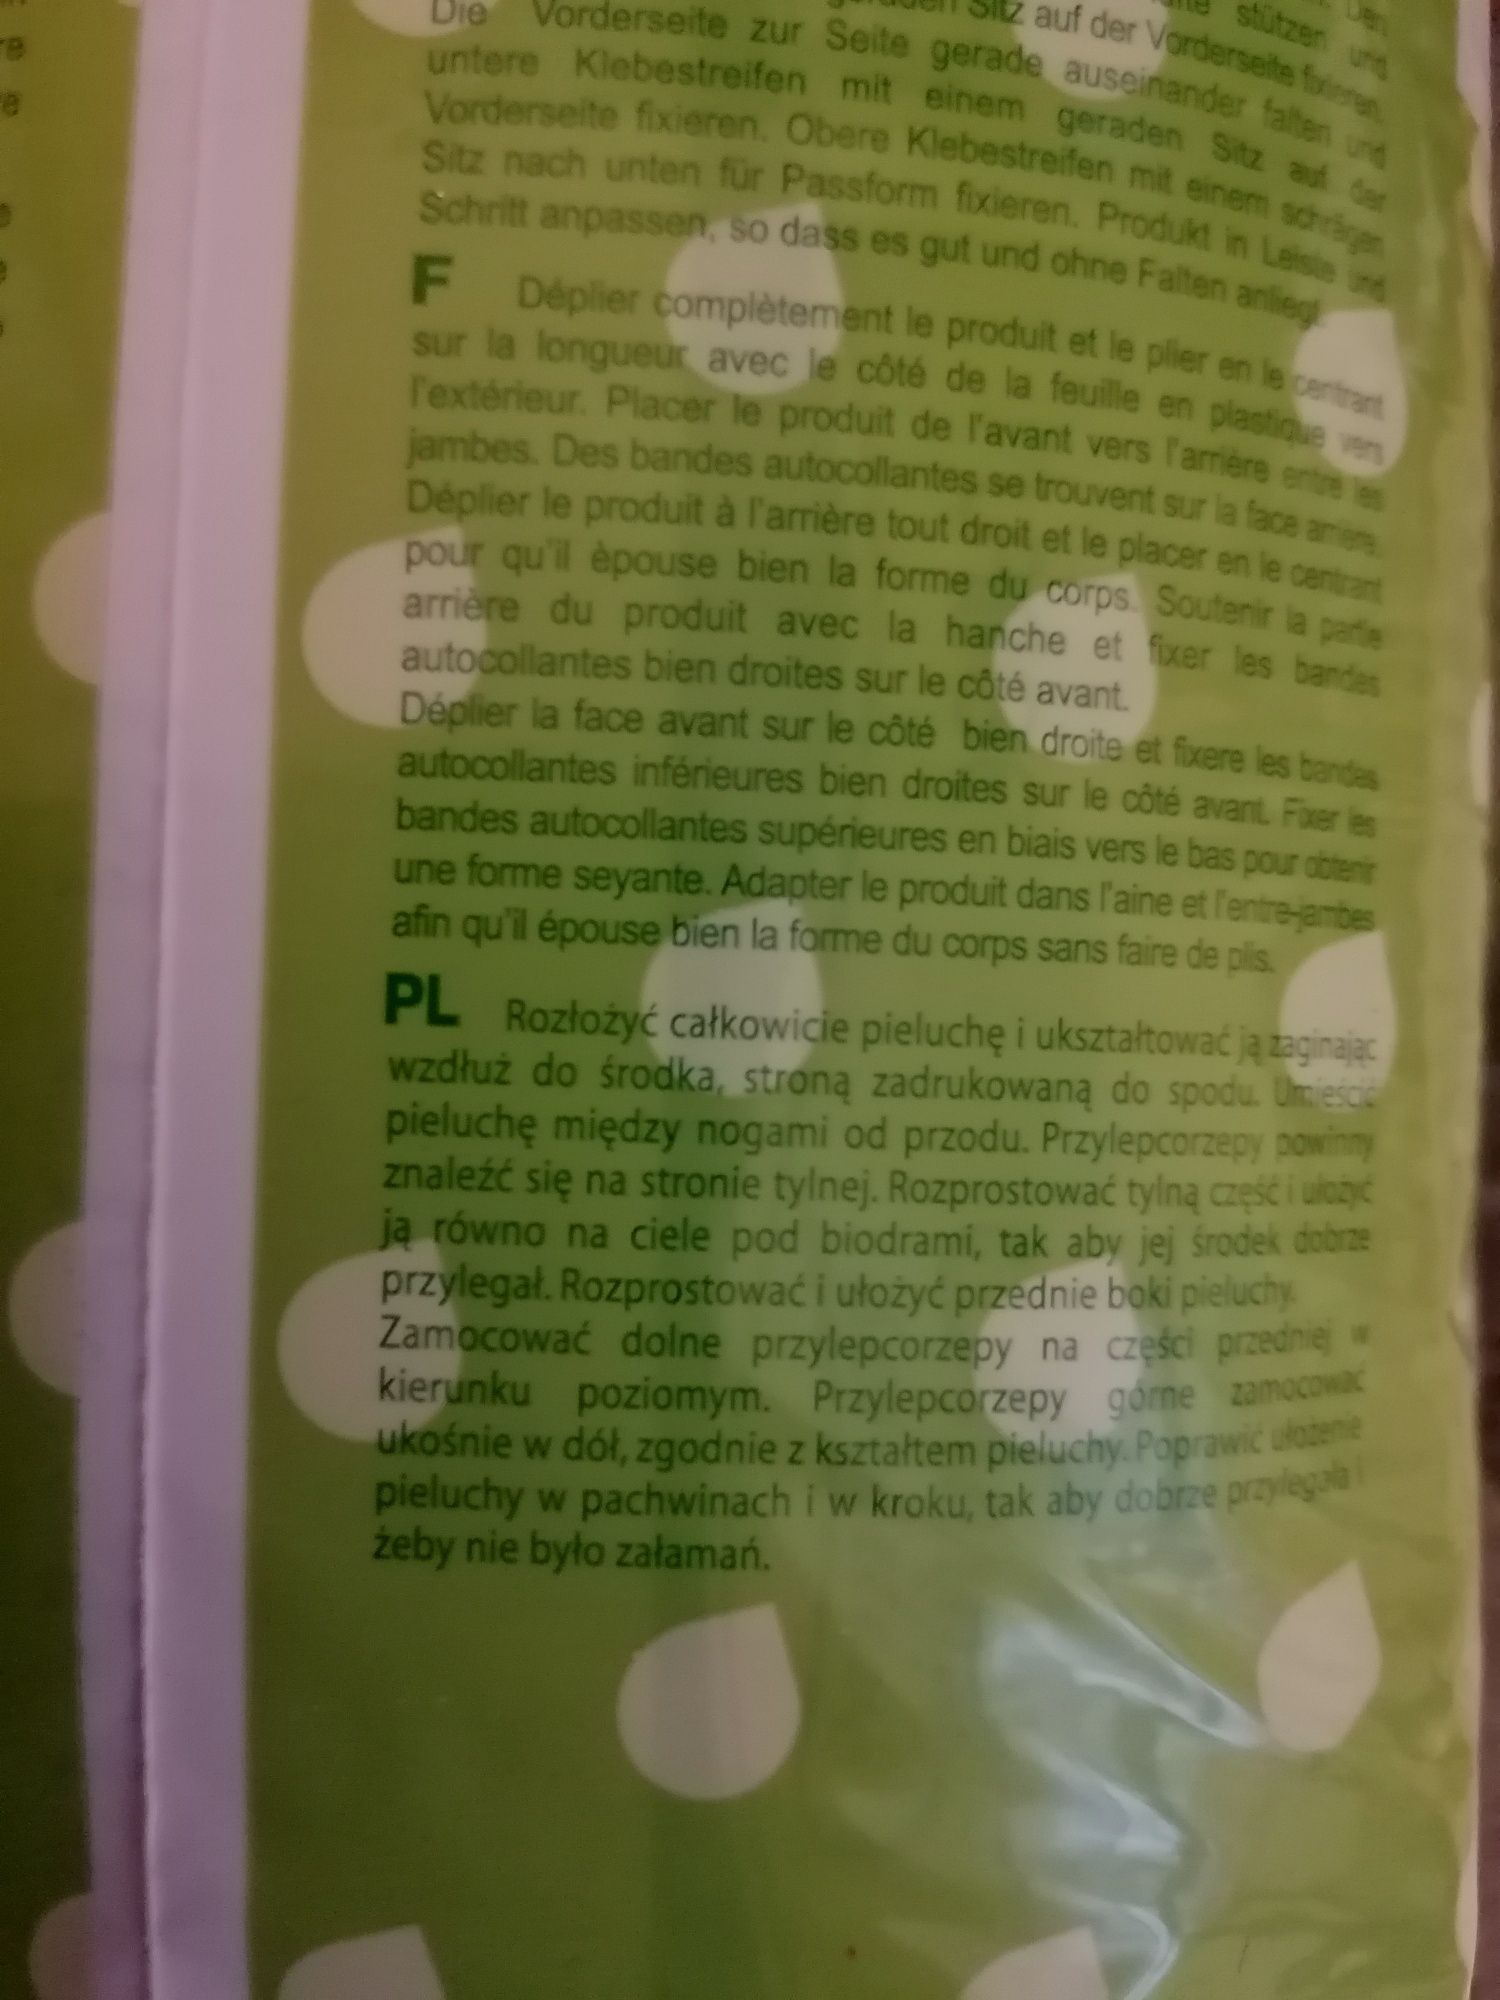 stützen und
Sitz auf der Vorderseite fixieren.
Die Vorderseite zur Seite gerade auseinander falten und
untere Klebestreifen mit einem geraden Sitz auf der
Vorderseite fixieren. Obere Klebestreifen mit einem schrägen
Sitz nach unten für Passform fixieren. Produkt in Leiste und
Schritt anpassen, so dass es gut und ohne Falten anliegt.
F Déplier complètement le produit et le plier en le centrant
sur la longueur avec le côté de la feuille en plastique vers
l'extérieur. Placer le produit de l'avant vers l'arrière entre les
jambes. Des bandes autocollantes se trouvent sur la face arriere.
Déplier le produit à l'arrière tout droit et le placer en le centrant
pour qu'il èpouse bien la forme du corps. Soutenir la partie
arrière du produit avec la hanche et fixer les bandes
autocollantes bien droites sur le côté avant.
Déplier la face avant sur le côté bien droite et fixere les bandes
autocollantes inférieures bien droites sur le côté avant. Fixer les
bandes autocollantes supérieures en biais vers le bas pour obtenir
une forme seyante. Adapter le produit dans l'aine et l'entre-jambes
afin qu'il épouse bien la forme du corps sans faire de plis.
PL Rozłożyć całkowicie pieluchę i ukształtować ją zaginając
wzdłuż do środka, stroną zadrukowaną do spodu. Umieścić
pieluchę między nogami od przodu. Przylepcorzepy powinny
znaleźć się na stronie tylnej. Rozprostować tylną część i ułożyć
ją równo na ciele pod biodrami, tak aby jej środek dobrze
przylegał. Rozprostować i ułożyć przednie boki pieluchy.
Zamocować dolne przylepcorzepy na części przedniej w
kierunku poziomym. Przylepcorzepy górne zamocować
ukośnie w dół, zgodnie z kształtem pieluchy. Poprawić ułożenie
pieluchy w pachwinach i w kroku, tak aby dobrze przylegała i
żeby nie było załamań.